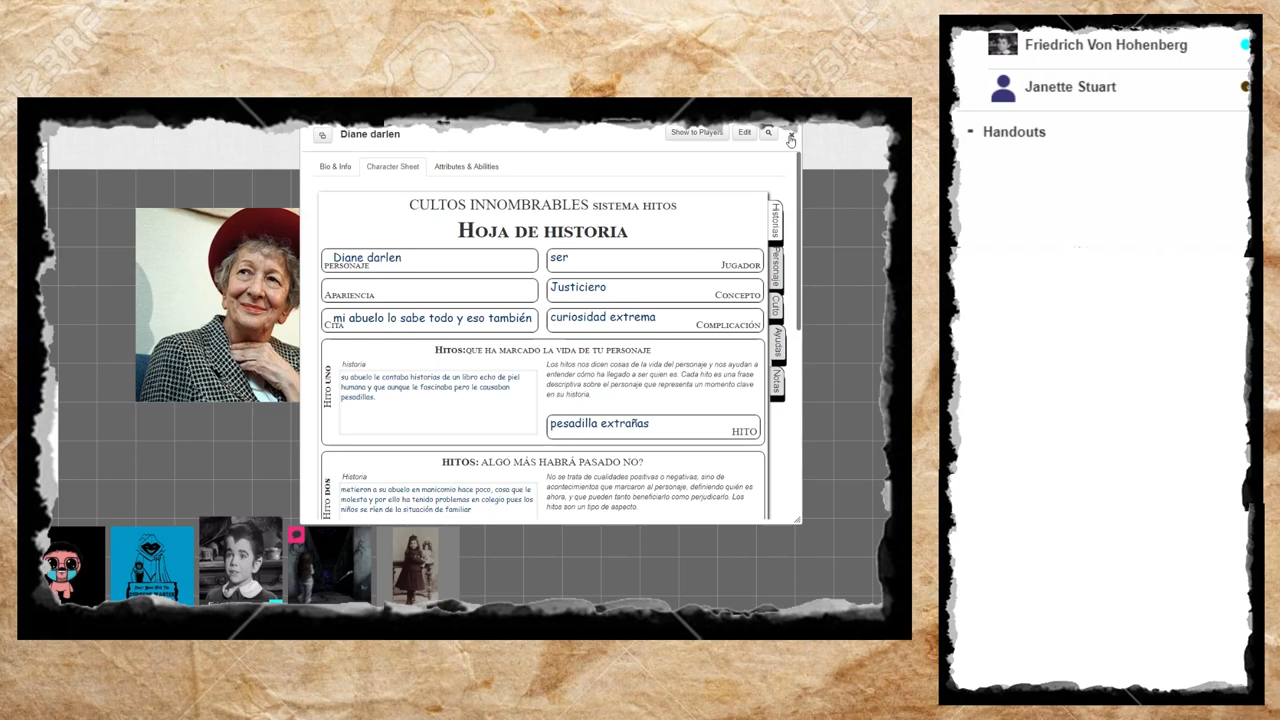 Diane darlen
Show to Players
Edit
Bio & Info
Character Sheet
Attributes & Abilities
CULTOS INNOMBRABLES SISTEMA HITOS
HOJA DE HISTORIA
Diane darlen
PERSONAJE
ser
JUGADOR
APARIENCIA
Justiciero
CONCEPTO
mi abuelo lo sabe todo y eso también
CITA
curiosidad extrema
COMPLICACIÓN
HITOS:QUE HA MARCADO LA VIDA DE TU PERSONAJE
HITO UNO
historia
su abuelo le contaba historias de un libro echo de piel
humana y que aunque le fascinaba pero le causaban
pesadillas.
Los hitos nos dicen cosas de la vida del personaje y nos ayudan a
entender cómo ha llegado a ser quien es. Cada hito es una frase
descriptiva sobre el personaje que representa un momento clave
en su historia.
pesadilla extrañas
HITO
HITOS: ALGO MÁS HABRÁ PASADO NO?
HITO DOS
Historia
metieron a su abuelo en manicomio hace poco, cosa que le
molesta y por ello ha tenido problemas en colegio pues los
niños se ríen de la situación de familiar
No se trata de cualidades positivas o negativas, sino de
acontecimientos que marcaron al personaje, definiendo quién es
ahora, y que pueden tanto beneficiarlo como perjudicarlo. Los
hitos son un tipo de aspecto.
Historias
Personaje
Culto
Ayudas
Notas
Friedrich Von Hohenberg
Janette Stuart
Handouts